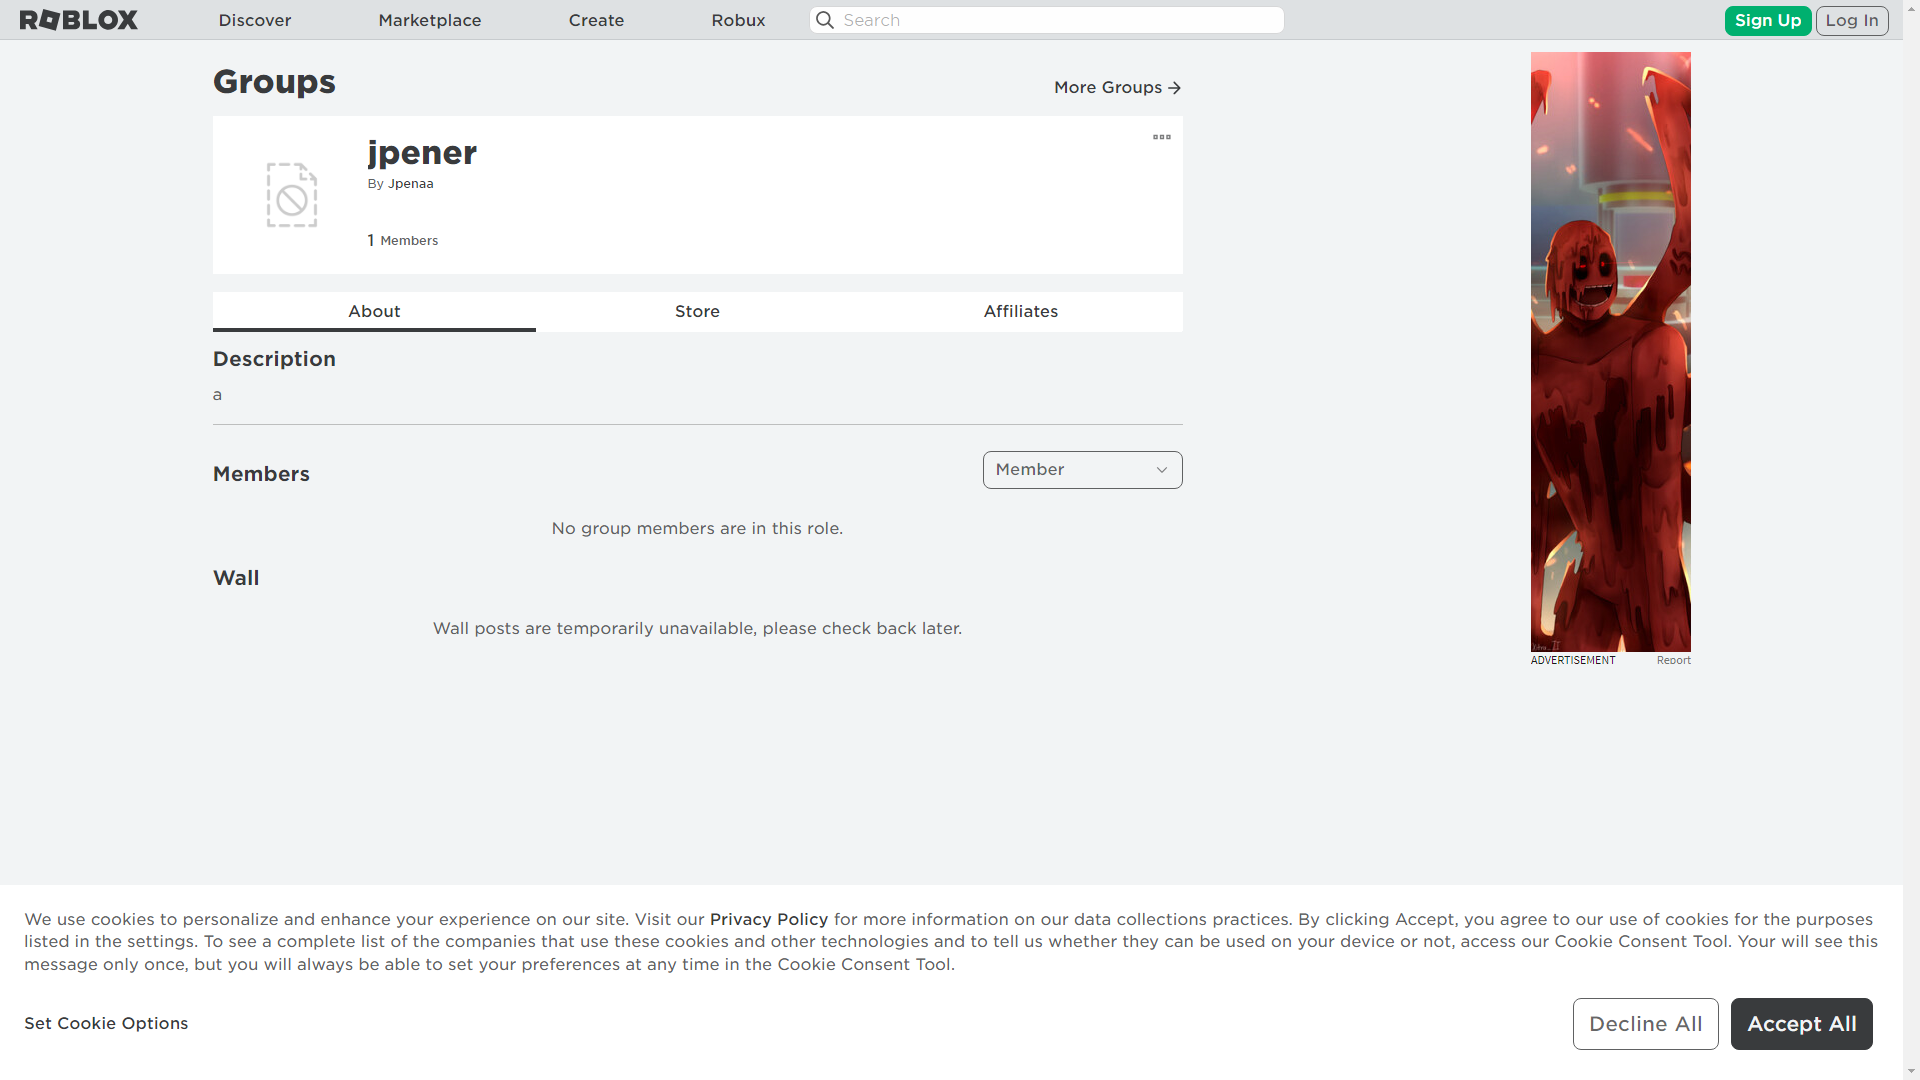 ROBLOX Discover Marketplace Create Robux Search Sign Up Log In
Groups
More Groups
jpener
By Jpenaa
1 Members
About Store Affiliates
Description
a
Members
Member
No group members are in this role.
Wall
Wall posts are temporarily unavailable, please check back later.
ADVERTISEMENT Report
We use cookies to personalize and enhance your experience on our site. Visit our Privacy Policy for more information on our data collections practices. By clicking Accept, you agree to our use of cookies for the purposes
listed in the settings. To see a complete list of the companies that use these cookies and other technologies and to tell us whether they can be used on your device or not, access our Cookie Consent Tool. Your will see this
message only once, but you will always be able to set your preferences at any time in the Cookie Consent Tool.
Set Cookie Options
Decline All
Accept All